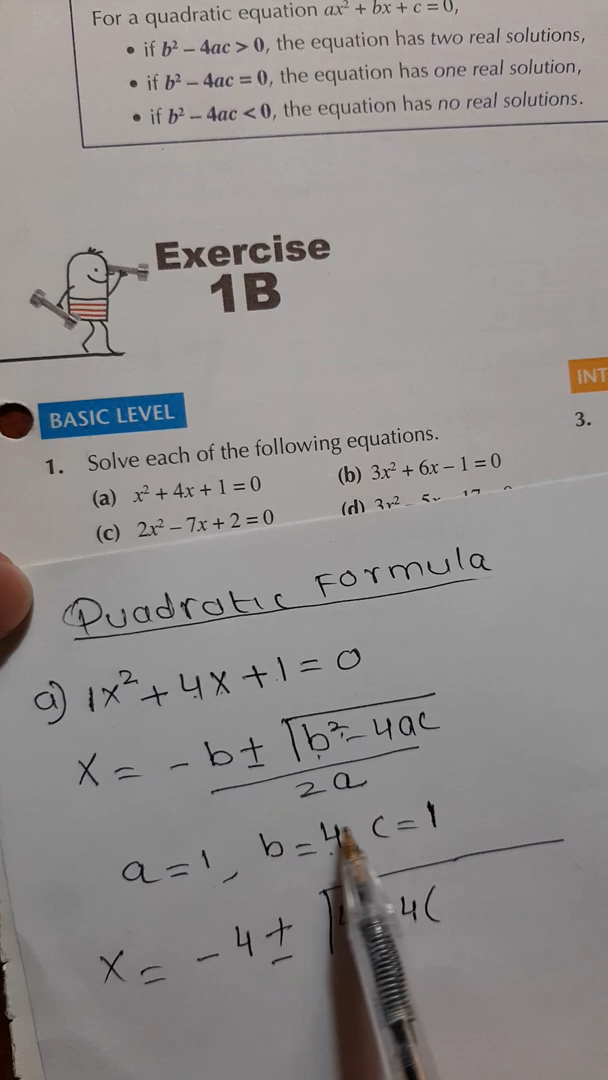 For a quadratic equation ax² + bx + c = 0,
• if b² – 4ac > 0, the equation has two real solutions,
• if b² – 4ac = 0, the equation has one real solution,
• if b² – 4ac < 0, the equation has no real solutions.
Exercise
1B
BASIC LEVEL
INT
1. Solve each of the following equations.
3.
(a) x² + 4x + 1 = 0
(b) 3x² + 6x – 1 = 0
(c) 2x² – 7x + 2 = 0
(d)
Quadratic Formula
a) 1x² + 4x + 1 = 0
x = -b ± √b² - 4ac
2a
a = 1, b = 4, c = 1
x = -4 ± √ 4(